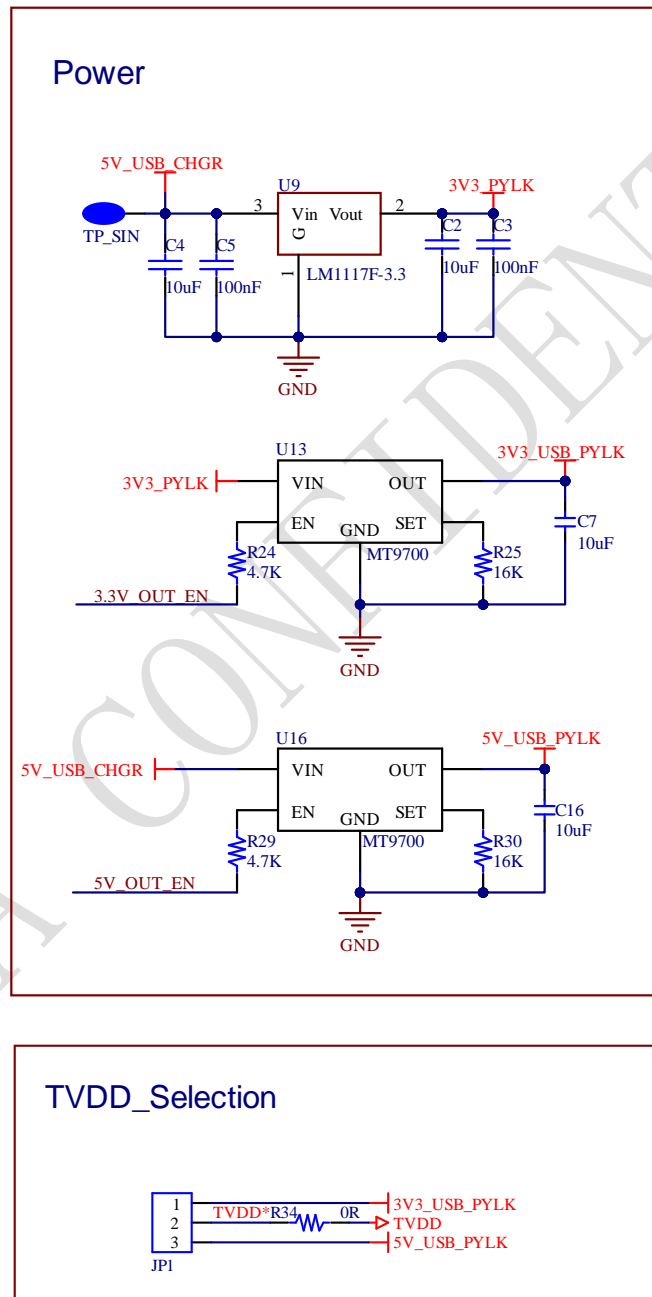 Power
5V_USB_CHGR
U9
3V3_PYLK
3 Vin Vout 2
TP_SIN
G
C4 C5 C2 C3
1 LM1117F-3.3
10uF 100nF 10uF 100nF
GND
U13
3V3_USB_PYLK
3V3_PYLK VIN OUT
EN GND SET
C7
10uF
MT9700
R24
4.7K
R25
16K
3.3V_OUT_EN
GND
U16
5V_USB_PYLK
5V_USB_CHGR VIN OUT
EN GND SET
C16
10uF
MT9700
R29
4.7K
R30
16K
5V_OUT_EN
GND
TVDD_Selection
1 3V3_USB_PYLK
2 TVDD* R34 0R TVDD
3 5V_USB_PYLK
JP1
A CONFIDENT